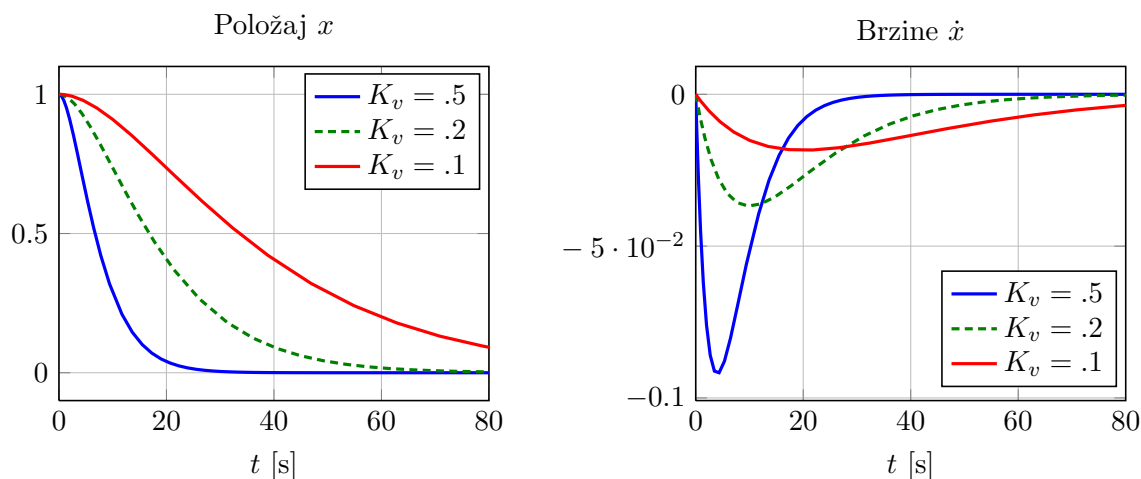 Položaj x
1
0.5
0
0 20 40 60 80
t [s]
K_v = .5
K_v = .2
K_v = .1
Brzine ẋ
0
−5 · 10^−2
−0.1
0 20 40 60 80
t [s]
K_v = .5
K_v = .2
K_v = .1